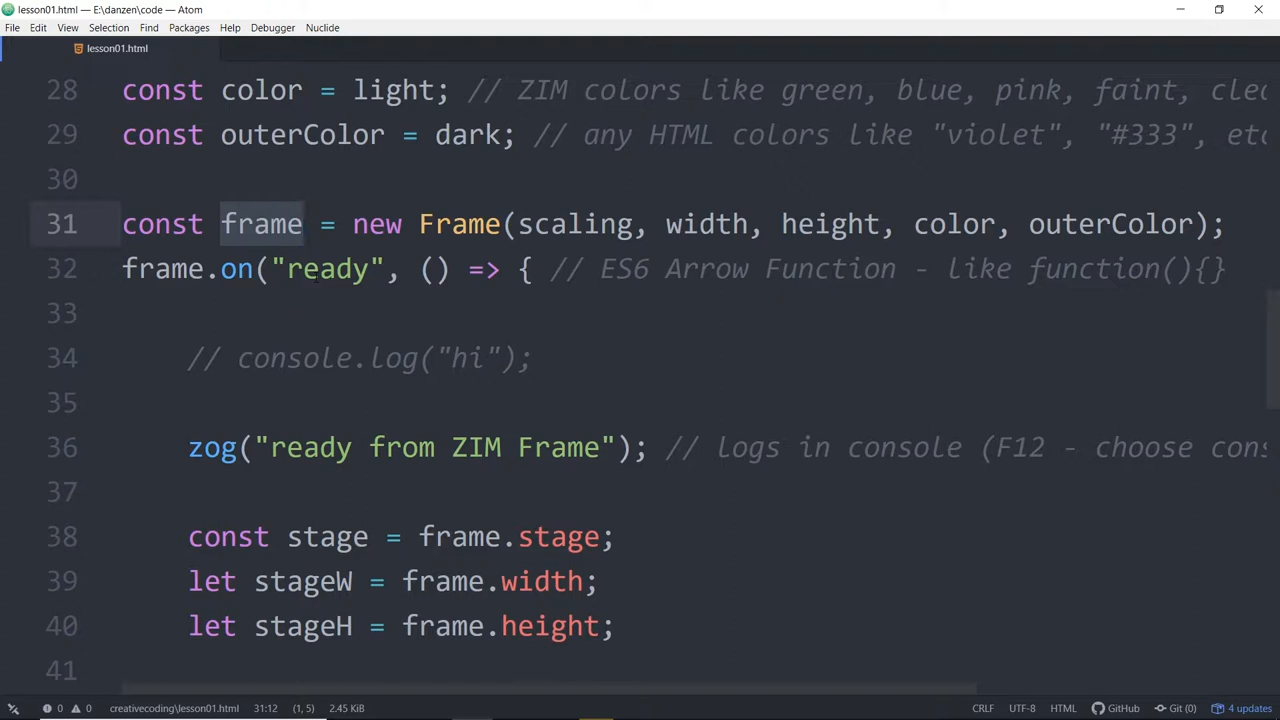 lesson01.html — E:\danzen\code — Atom
File Edit View Selection Find Packages Help Debugger Nuclide
lesson01.html
28 const color = light; // ZIM colors like green, blue, pink, faint, clea
29 const outerColor = dark; // any HTML colors like "violet", "#333", etc
30
31 const frame = new Frame(scaling, width, height, color, outerColor);
32 frame.on("ready", () => { // ES6 Arrow Function - like function(){}
33
34 // console.log("hi");
35
36 zog("ready from ZIM Frame"); // logs in console (F12 - choose cons
37
38 const stage = frame.stage;
39 let stageW = frame.width;
40 let stageH = frame.height;
41
0 0 creativecoding\lesson01.html 31:12 (1, 5) 2.45 KiB CRLF UTF-8 HTML GitHub Git (0) 4 updates